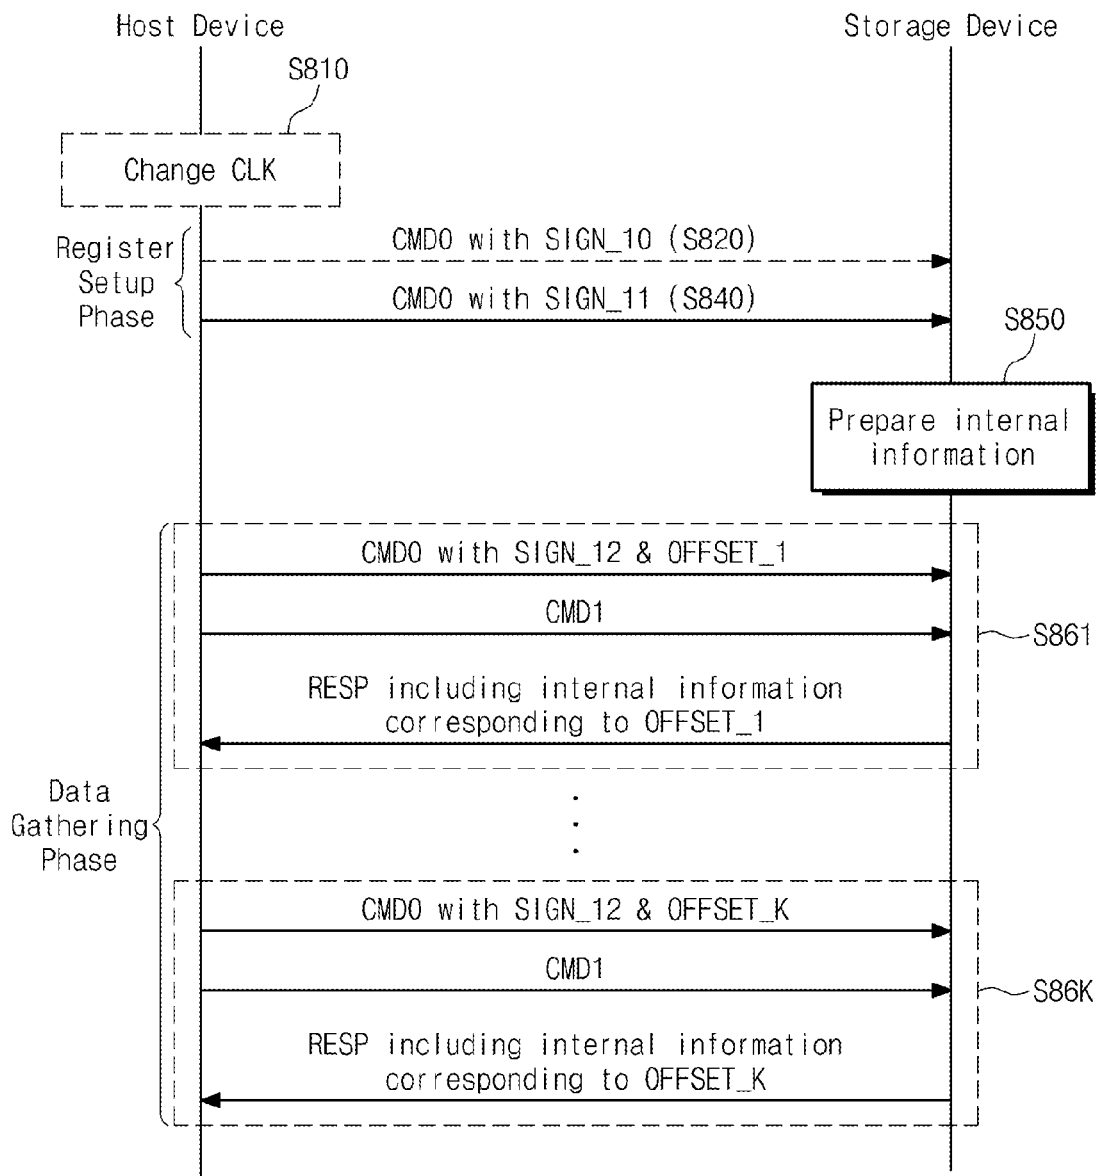 Host Device
Storage Device
S810
Change CLK
Register
Setup
Phase
CMD0 with SIGN_10 (S820)
CMD0 with SIGN_11 (S840)
S850
Prepare internal
information
CMD0 with SIGN_12 & OFFSET_1
CMD1
S861
RESP including internal information
corresponding to OFFSET_1
Data
Gathering
Phase
CMD0 with SIGN_12 & OFFSET_K
CMD1
S86K
RESP including internal information
corresponding to OFFSET_K